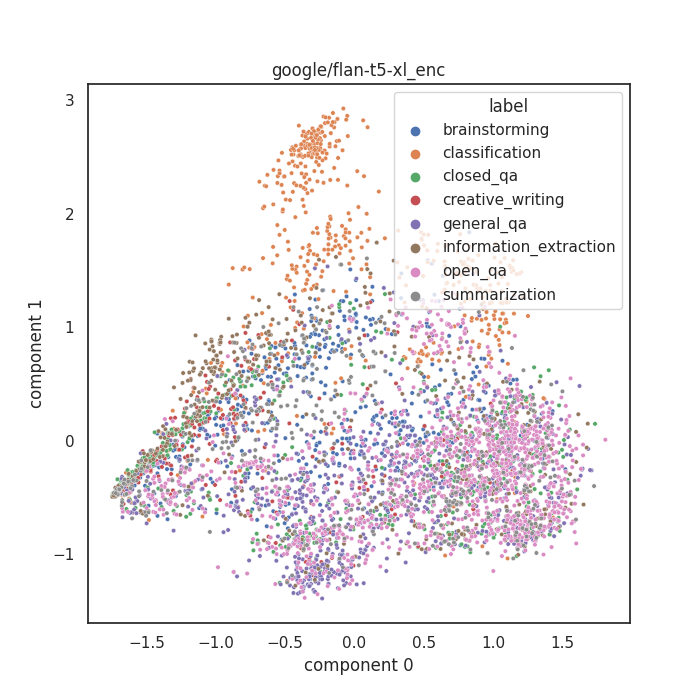 google/flan-t5-xl_enc
label
brainstorming
classification
closed_qa
creative_writing
general_qa
information_extraction
open_qa
summarization
3
2
1
0
−1
component 1
−1.5 −1.0 −0.5 0.0 0.5 1.0 1.5
component 0